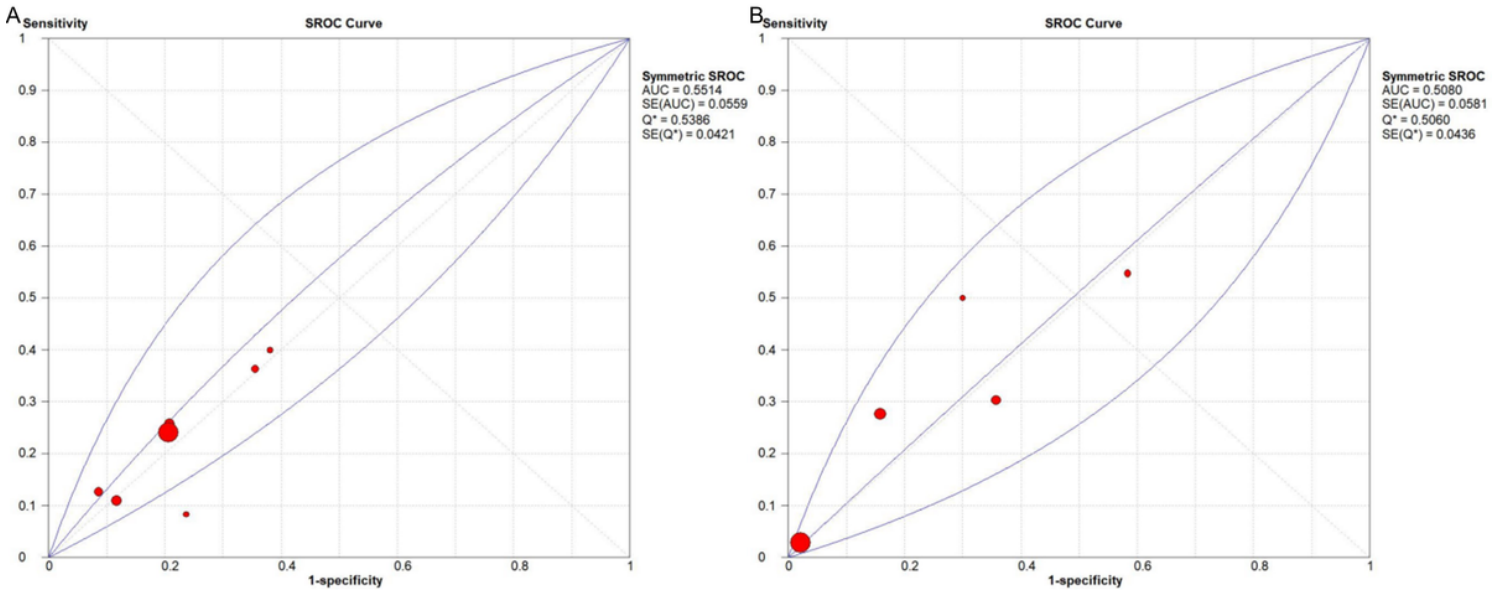 A
Sensitivity
SROC Curve
1
0.9
0.8
0.7
0.6
0.5
0.4
0.3
0.2
0.1
0
0 0.2 0.4 0.6 0.8 1
1-specificity
Symmetric SROC
AUC = 0.5514
SE(AUC) = 0.0559
Q* = 0.5386
SE(Q*) = 0.0421
B
Sensitivity
SROC Curve
1
0.9
0.8
0.7
0.6
0.5
0.4
0.3
0.2
0.1
0
0 0.2 0.4 0.6 0.8 1
1-specificity
Symmetric SROC
AUC = 0.5080
SE(AUC) = 0.0581
Q* = 0.5060
SE(Q*) = 0.0436